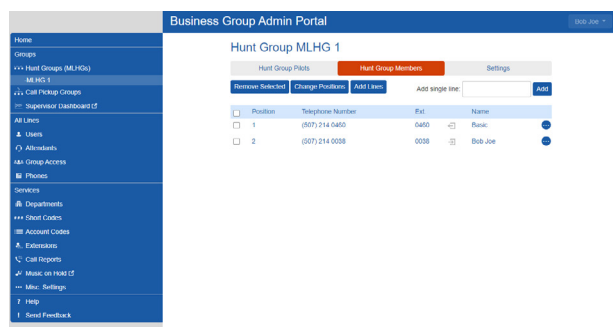 Business Group Admin Portal
Bob Joe
Home
Groups
Hunt Groups (MLHGs)
MLHG 1
Call Pickup Groups
Supervisor Dashboard
All Lines
Users
Attendants
Group Access
Phones
Services
Departments
Short Codes
Account Codes
Extensions
Call Reports
Music on Hold
Misc. Settings
? Help
! Send Feedback
Hunt Group MLHG 1
Hunt Group Pilots Hunt Group Members Settings
Remove Selected Change Positions Add Lines Add single line: Add
Position Telephone Number Ext. Name
1 (507) 214 0460 0460 Basic
2 (507) 214 0038 0038 Bob Joe